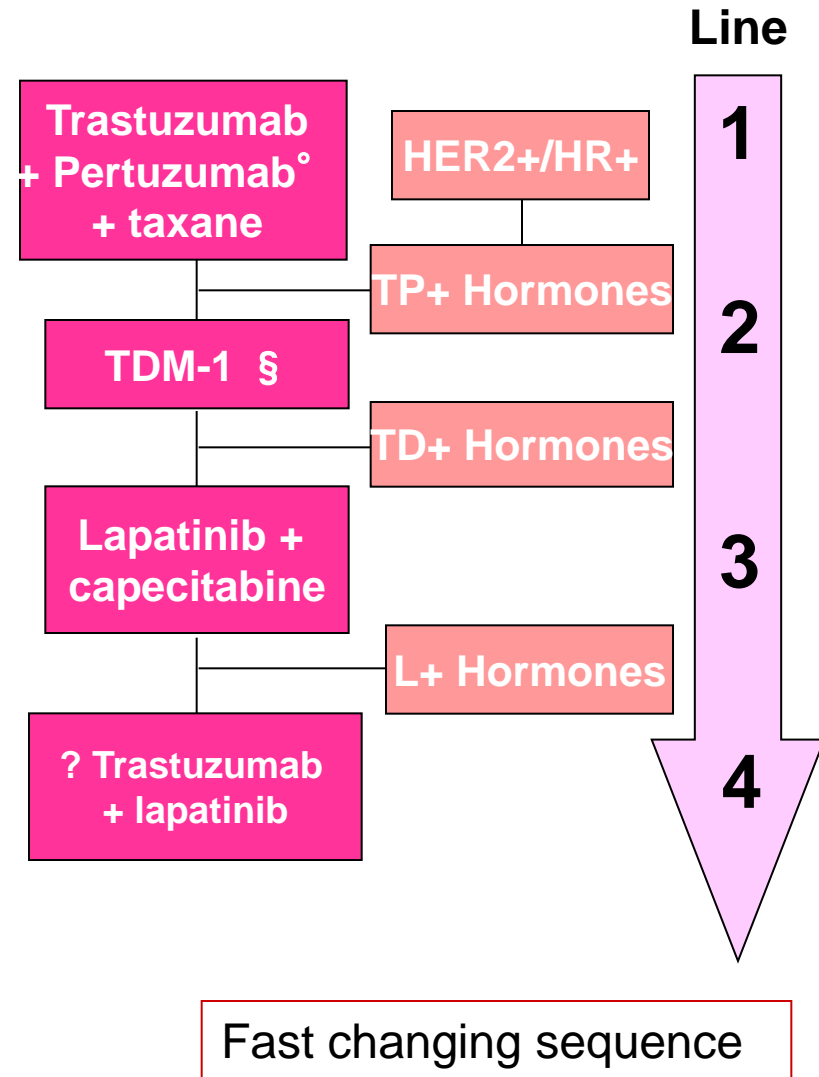 Line
Trastuzumab
+ Pertuzumab°
+ taxane
HER2+/HR+
1
TP+ Hormones
2
TDM-1 §
TD+ Hormones
Lapatinib +
capecitabine
3
L+ Hormones
? Trastuzumab
+ lapatinib
4
Fast changing sequence